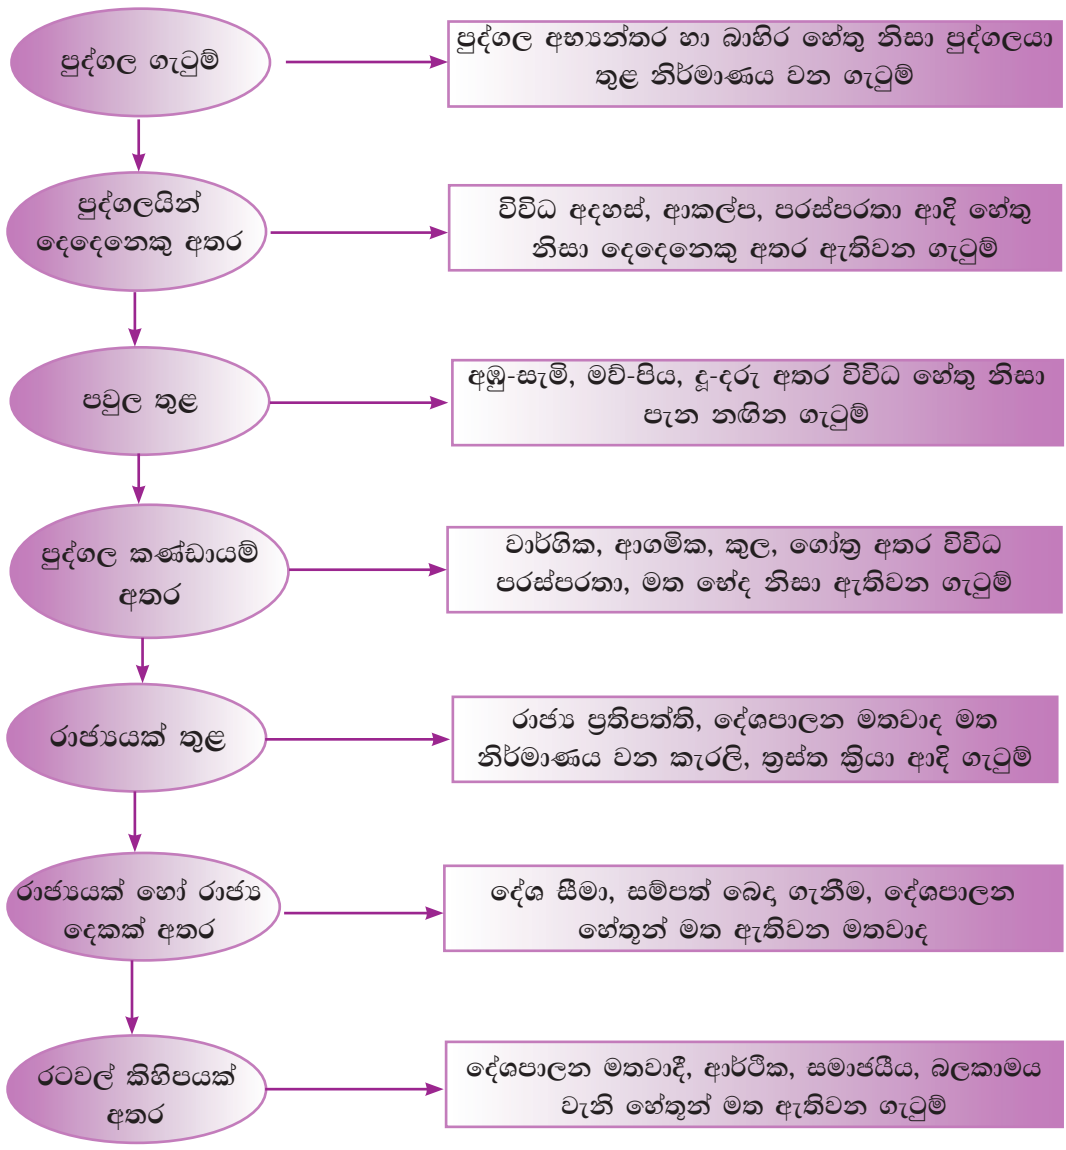 පුද්ගල ගැටුම්
පුද්ගල අභ්‍යන්තර හා බාහිර හේතු නිසා පුද්ගලයා
තුළ නිර්මාණය වන ගැටුම්
පුද්ගලයින්
දෙදෙනෙකු අතර
විවිධ අදහස්, ආකල්ප, පරස්පරතා ආදි හේතු
නිසා දෙදෙනෙකු අතර ඇතිවන ගැටුම්
පවුල තුළ
අඹු-සැමි, මව්-පිය, දූ-දරු අතර විවිධ හේතු නිසා
පැන නඟින ගැටුම්
පුද්ගල කණ්ඩායම්
අතර
වාර්ගික, ආගමික, කුල, ගෝත්‍ර අතර විවිධ
පරස්පරතා, මත භේද නිසා ඇතිවන ගැටුම්
රාජ්‍යයක් තුළ
රාජ්‍ය ප්‍රතිපත්ති, දේශපාලන මතවාද මත
නිර්මාණය වන කැරලි, ත්‍රස්ත ක්‍රියා ආදි ගැටුම්
රාජ්‍යයක් හෝ රාජ්‍ය
දෙකක් අතර
දේශ සීමා, සම්පත් බෙදා ගැනීම, දේශපාලන
හේතූන් මත ඇතිවන මතවාද
රටවල් කිහිපයක්
අතර
දේශපාලන මතවාදී, ආර්ථික, සමාජයීය, බලකාමය
වැනි හේතූන් මත ඇතිවන ගැටුම්